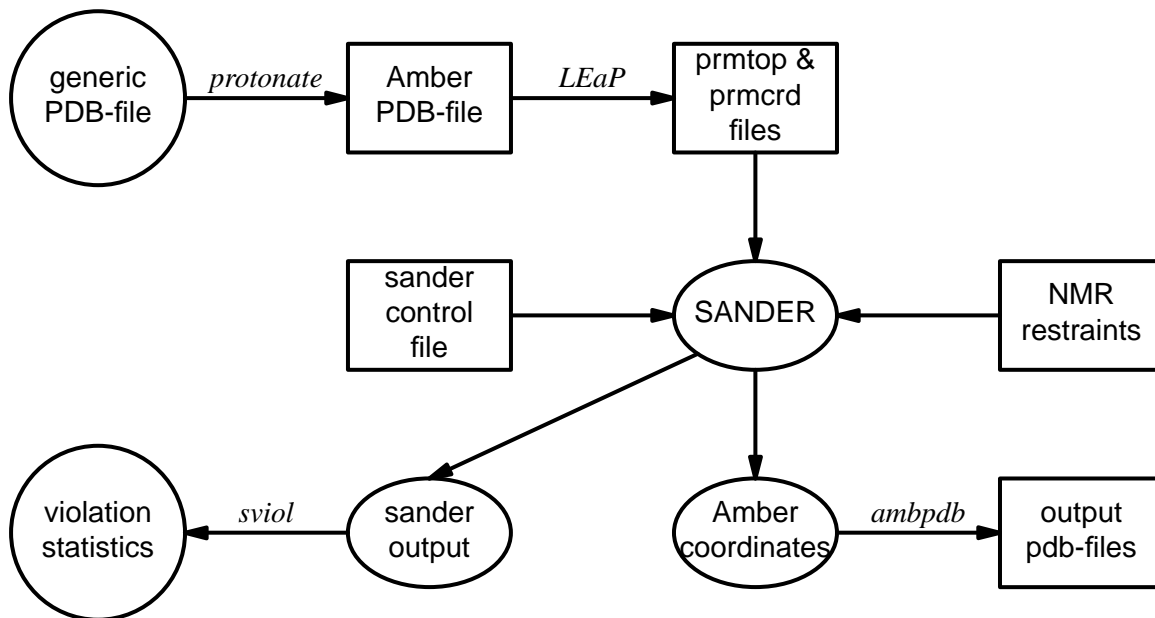 generic
PDB-file
protonate
Amber
PDB-file
LEaP
prmtop &
prmcrd
files
sander
control
file
SANDER
NMR
restraints
violation
statistics
sviol
sander
output
Amber
coordinates
ambpdb
output
pdb-files